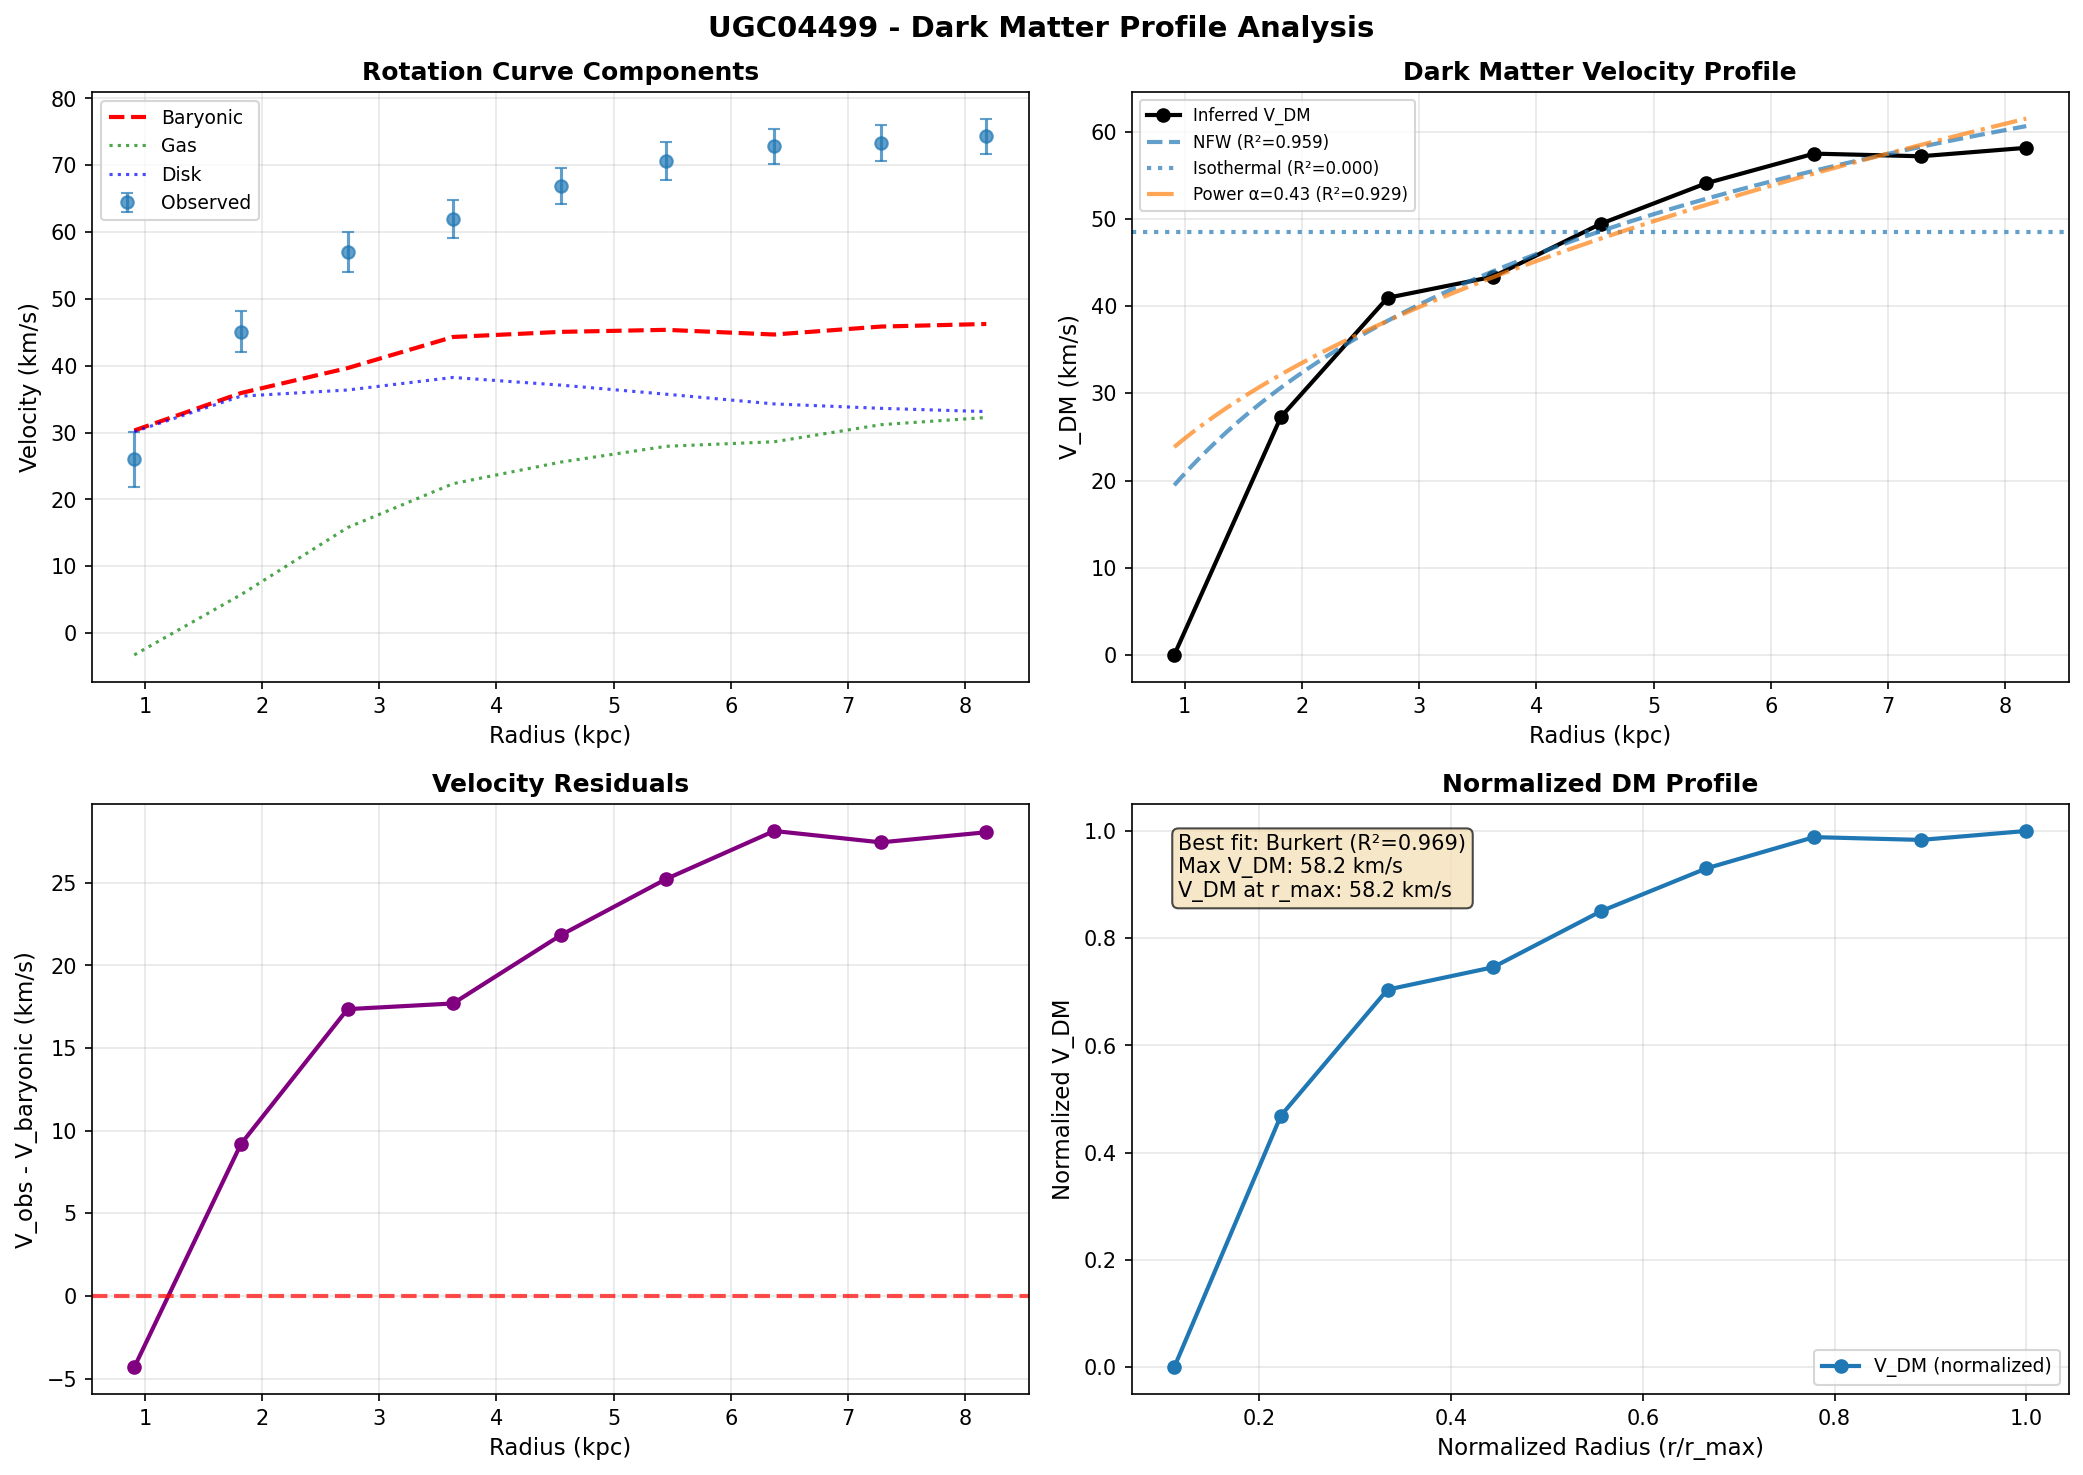 UGC04499 - Dark Matter Profile Analysis
Rotation Curve Components
80
70
60
50
40
30
20
10
0
Velocity (km/s)
Baryonic
Gas
Disk
Observed
1 2 3 4 5 6 7 8
Radius (kpc)
Dark Matter Velocity Profile
60
50
40
30
20
10
0
V_DM (km/s)
Inferred V_DM
NFW (R²=0.959)
Isothermal (R²=0.000)
Power α=0.43 (R²=0.929)
1 2 3 4 5 6 7 8
Radius (kpc)
Velocity Residuals
25
20
15
10
5
0
−5
V_obs - V_baryonic (km/s)
1 2 3 4 5 6 7 8
Radius (kpc)
Normalized DM Profile
1.0
0.8
0.6
0.4
0.2
0.0
Normalized V_DM
Best fit: Burkert (R²=0.969)
Max V_DM: 58.2 km/s
V_DM at r_max: 58.2 km/s
V_DM (normalized)
0.2 0.4 0.6 0.8 1.0
Normalized Radius (r/r_max)